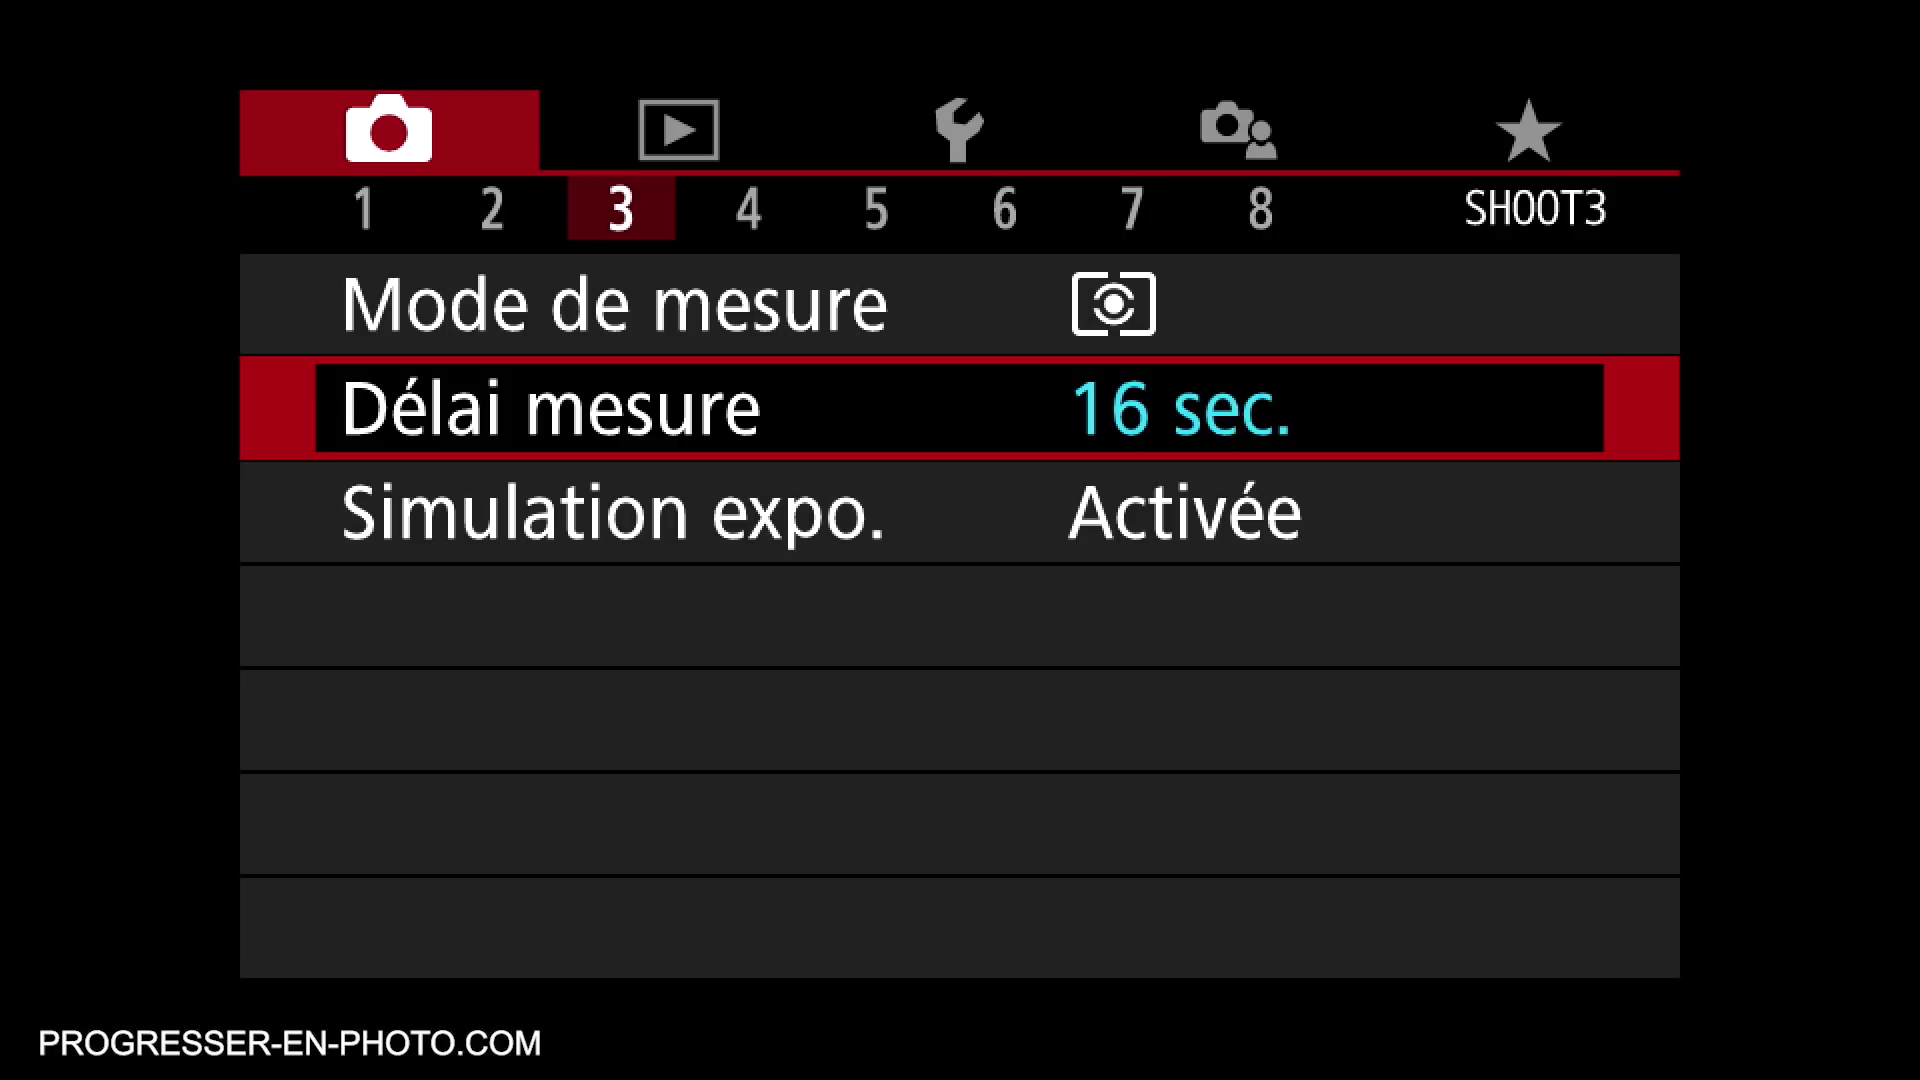 1 2 3 4 5 6 7 8 SHOOT3
Mode de mesure
Délai mesure 16 sec.
Simulation expo. Activée
PROGRESSER-EN-PHOTO.COM